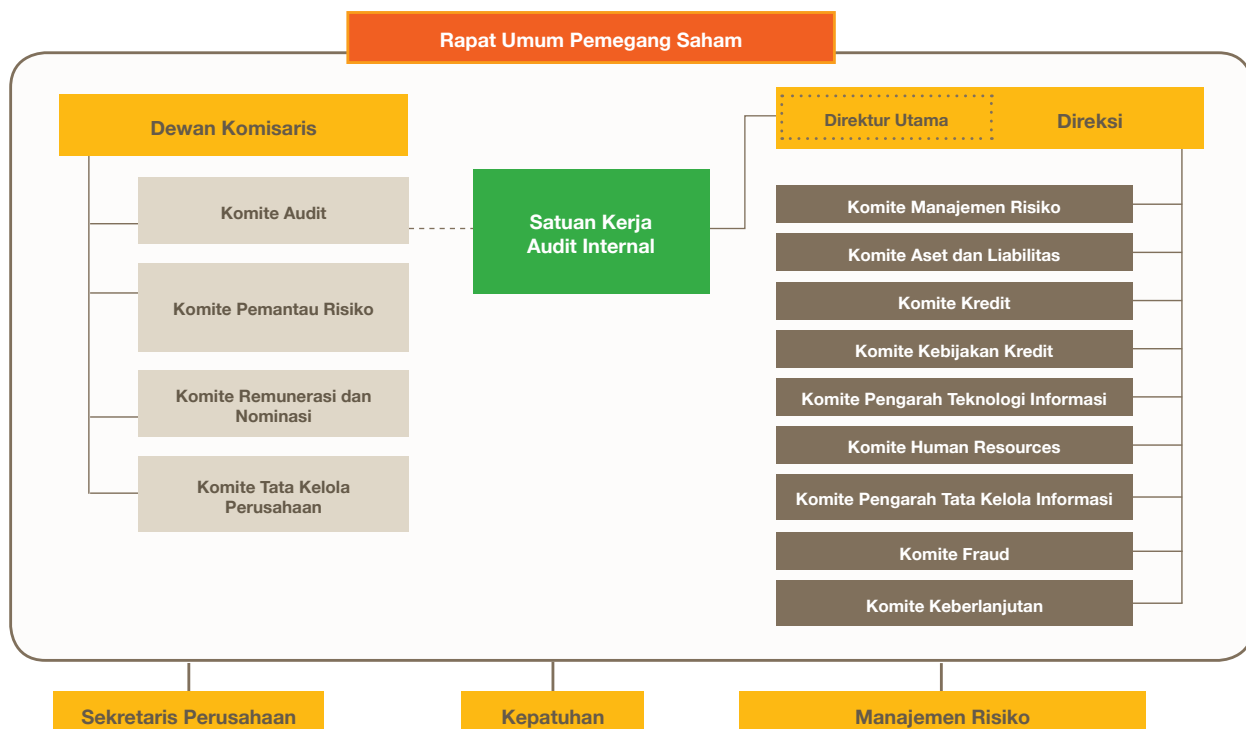 Rapat Umum Pemegang Saham
Dewan Komisaris
Komite Audit
Komite Pemantau Risiko
Komite Remunerasi dan
Nominasi
Komite Tata Kelola
Perusahaan
Satuan Kerja
Audit Internal
Direktur Utama
Direksi
Komite Manajemen Risiko
Komite Aset dan Liabilitas
Komite Kredit
Komite Kebijakan Kredit
Komite Pengarah Teknologi Informasi
Komite Human Resources
Komite Pengarah Tata Kelola Informasi
Komite Fraud
Komite Keberlanjutan
Sekretaris Perusahaan
Kepatuhan
Manajemen Risiko